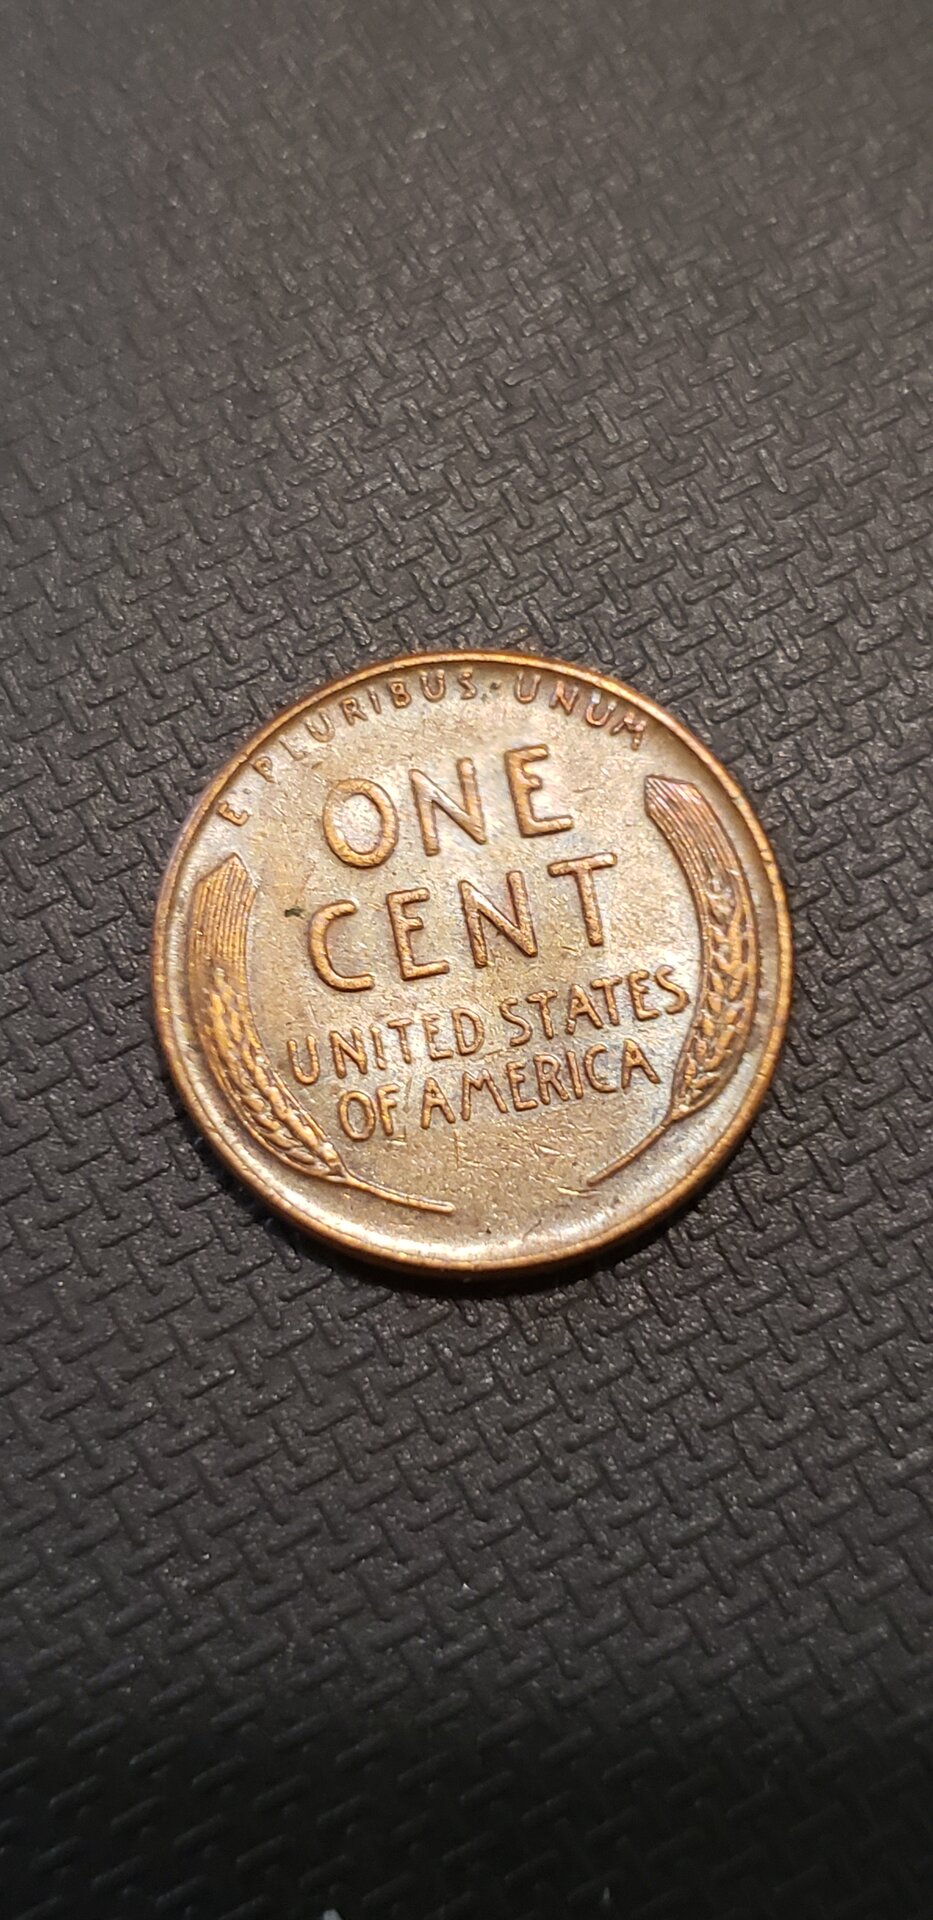 E·PLURIBUS·UNUM
ONE
CENT
UNITED STATES
OF AMERICA